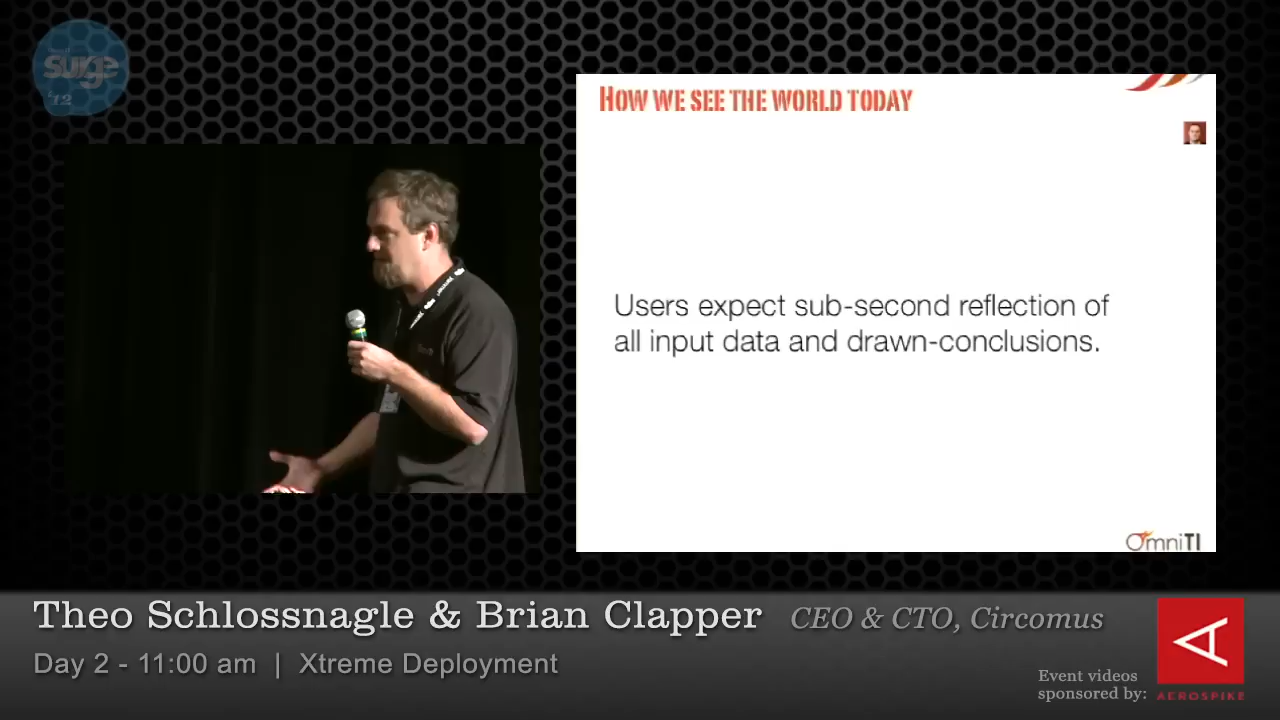 surge
'12
HOW WE SEE THE WORLD TODAY
Users expect sub-second reflection of
all input data and drawn-conclusions.
OmniTI
Theo Schlossnagle & Brian Clapper CEO & CTO, Circomus
Day 2 - 11:00 am | Xtreme Deployment
Event videos
sponsored by:
AEROSPIKE